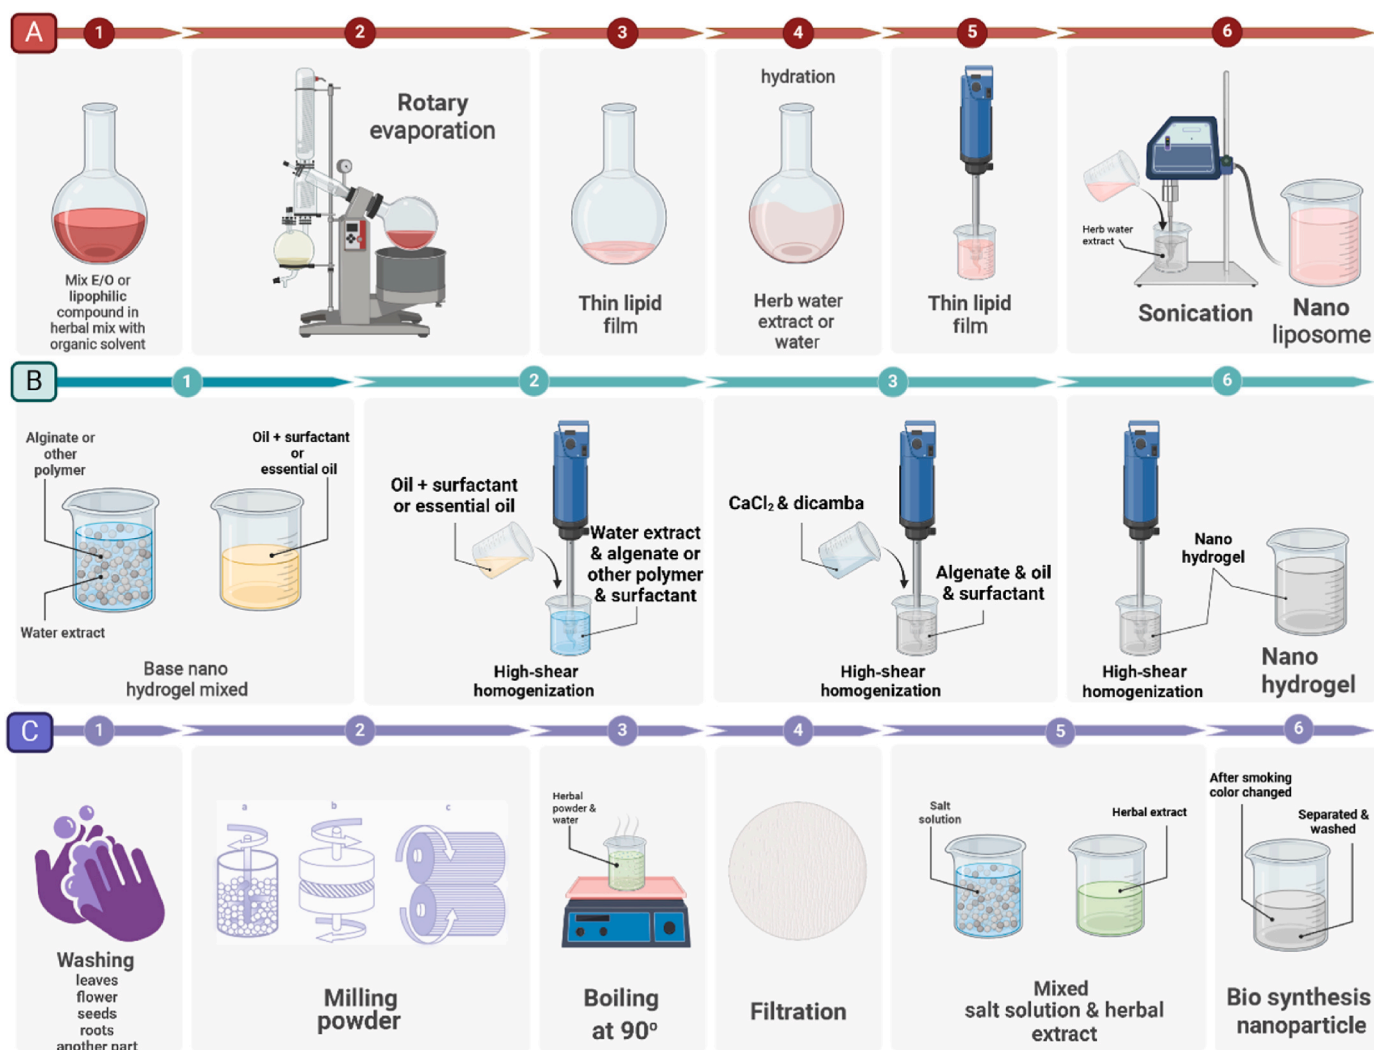 A
1
2
3
4
5
6
Mix E/O or
lipophilic
compound in
herbal mix with
organic solvent
Rotary
evaporation
Thin lipid
film
hydration
Herb water
extract or
water
Thin lipid
film
Herb water
extract
Sonication
Nano
liposome
B
1
2
3
6
Alginate or
other
polymer
Water extract
Oil + surfactant
or
essential oil
Base nano
hydrogel mixed
Oil + surfactant
or essential oil
Water extract
& algenate or
other polymer
& surfactant
High-shear
homogenization
CaCl₂ & dicamba
Algenate & oil
& surfactant
High-shear
homogenization
Nano
hydrogel
High-shear
homogenization
Nano
hydrogel
C
1
2
3
4
5
6
Washing
leaves
flower
seeds
roots
another part
a
b
c
Milling
powder
Herbal
powder &
water
Boiling
at 90º
Filtration
Salt
solution
Herbal extract
Mixed
salt solution & herbal
extract
After smoking
color changed
Separated &
washed
Bio synthesis
nanoparticle